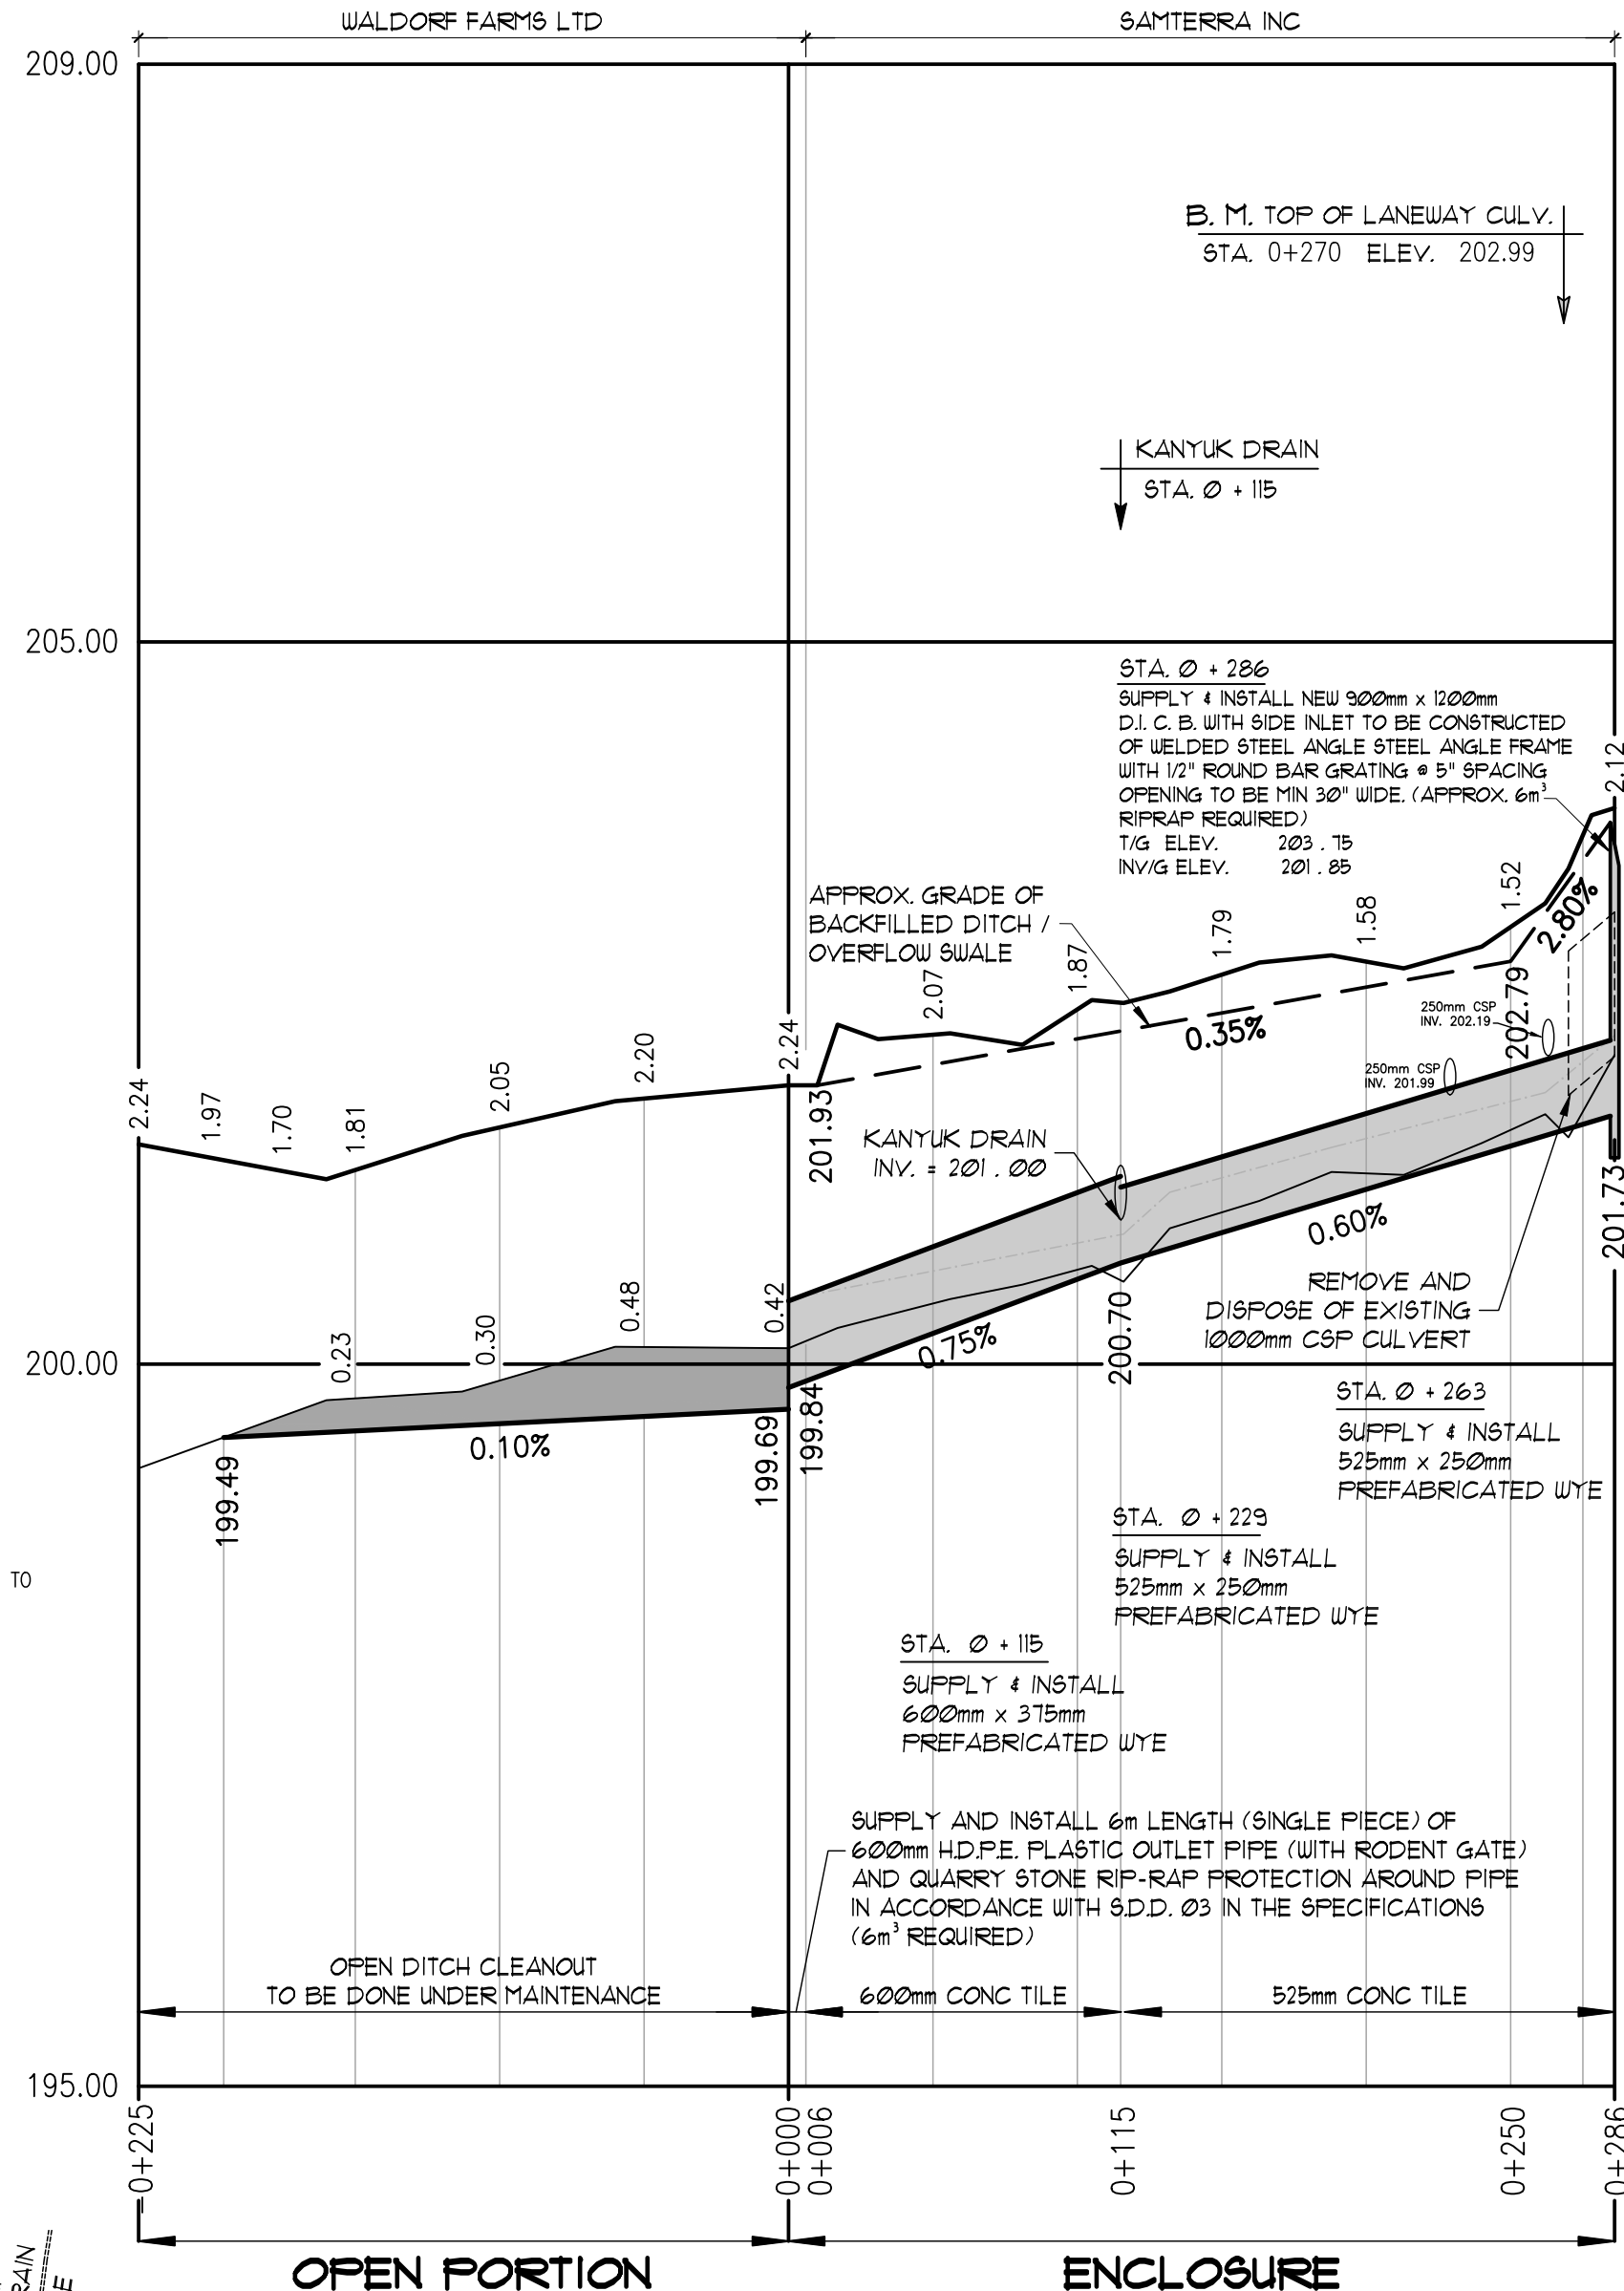 WALDORF FARMS LTD
SAMTERRA INC
209.00
B. M. TOP OF LANEWAY CULV.
STA. 0+270 ELEV. 202.99
KANYUK DRAIN
STA. Ø + 115
205.00
STA. Ø + 286
SUPPLY & INSTALL NEW 9ØØmm x 12ØØmm
D.I. C. B. WITH SIDE INLET TO BE CONSTRUCTED
OF WELDED STEEL ANGLE STEEL ANGLE FRAME
WITH 1/2" ROUND BAR GRATING @ 5" SPACING
OPENING TO BE MIN 3Ø" WIDE. (APPROX. 6m³
RIPRAP REQUIRED)
T/G ELEV. 2Ø3 . 75
INV/G ELEV. 2Ø1 . 85
2.12
APPROX. GRADE OF
BACKFILLED DITCH /
OVERFLOW SWALE
2.24
1.97
1.70
1.81
2.05
2.20
2.24
2.07
1.87
1.79
1.58
1.52
2.80%
0.35%
202.79
250mm CSP
INV. 202.19
250mm CSP
INV. 201.99
201.93
KANYUK DRAIN
INV. = 2Ø1 . ØØ
0.60%
201.73
REMOVE AND
DISPOSE OF EXISTING
1ØØØmm CSP CULVERT
0.23
0.30
0.48
0.42
0.75%
200.70
200.00
199.49
0.10%
199.69
199.84
STA. Ø + 263
SUPPLY & INSTALL
525mm x 25Ømm
PREFABRICATED WYE
STA. Ø + 229
SUPPLY & INSTALL
525mm x 25Ømm
PREFABRICATED WYE
TO
STA. Ø + 115
SUPPLY & INSTALL
6ØØmm x 375mm
PREFABRICATED WYE
SUPPLY AND INSTALL 6m LENGTH (SINGLE PIECE) OF
6ØØmm H.D.P.E. PLASTIC OUTLET PIPE (WITH RODENT GATE)
AND QUARRY STONE RIP-RAP PROTECTION AROUND PIPE
IN ACCORDANCE WITH S.D.D. Ø3 IN THE SPECIFICATIONS
(6m³ REQUIRED)
OPEN DITCH CLEANOUT
TO BE DONE UNDER MAINTENANCE
6ØØmm CONC TILE
525mm CONC TILE
195.00
-0+225
0+000
0+006
0+115
0+250
0+286
OPEN PORTION
ENCLOSURE